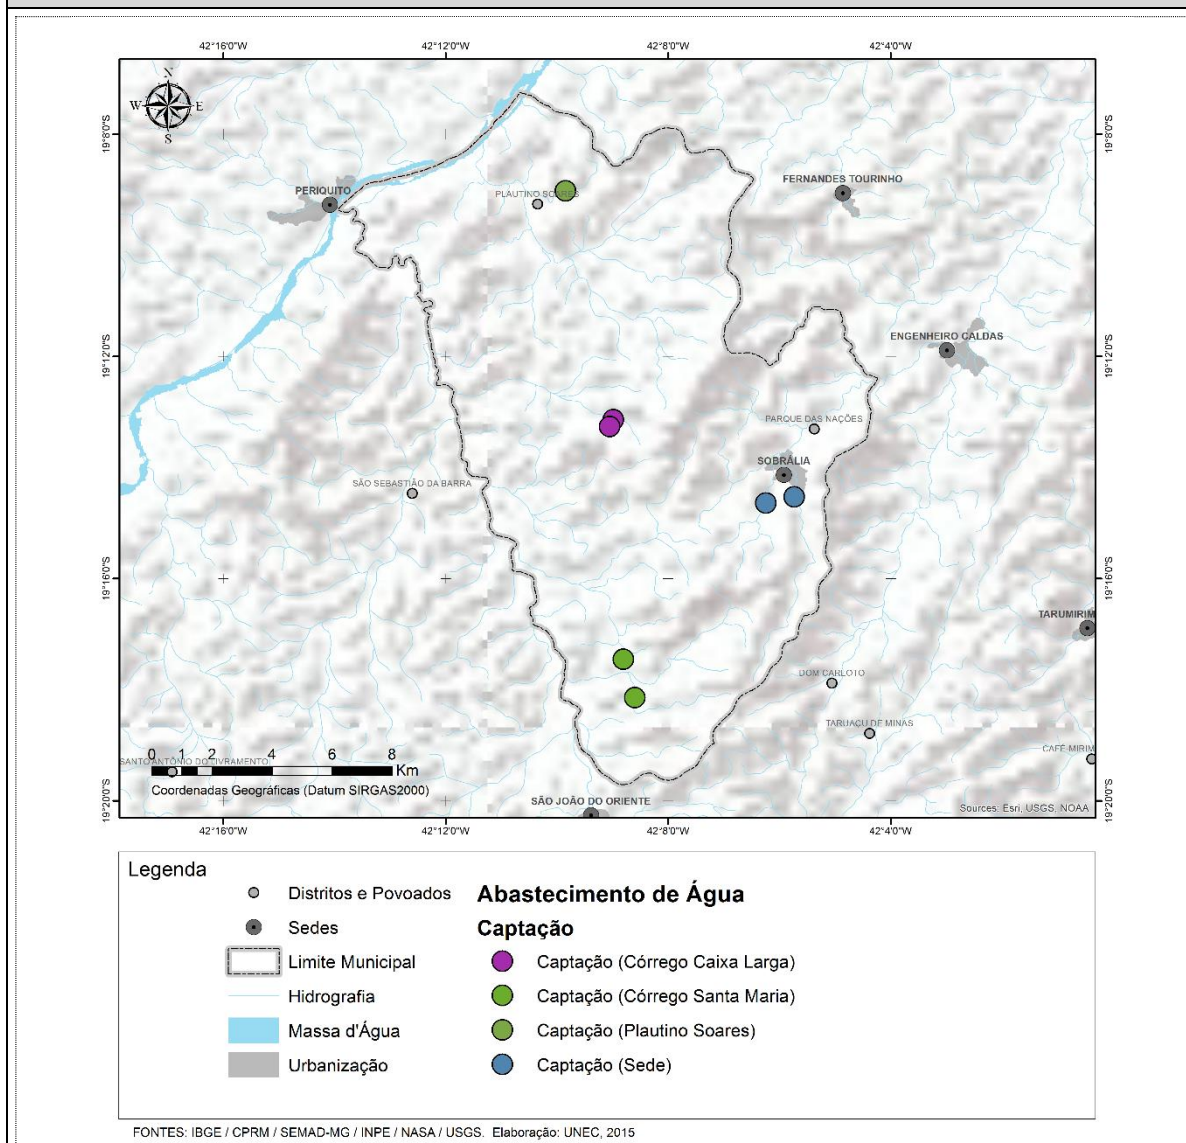 42°16'0"W 42°12'0"W 42°8'0"W 42°4'0"W
N
W E
S
19°8'0"S 19°8'0"S
PERIQUITO
PLAUTINO SOARES
FERNANDES TOURINHO
ENGENHEIRO CALDAS
19°12'0"S 19°12'0"S
PARQUE DAS NAÇÕES
SOBRÁLIA
SÃO SEBASTIÃO DA BARRA
19°16'0"S 19°16'0"S
TARUMIRIM
DOM CARLOTO
TARUAÇU DE MINAS
CAFÉ-MIRIM
0 1 2 4 6 8
Km
SANTO ANTÔNIO DO LIVRAMENTO
Coordenadas Geográficas (Datum SIRGAS2000)
19°20'0"S 19°20'0"S
SÃO JOÃO DO ORIENTE
Sources: Esri, USGS, NOAA
42°16'0"W 42°12'0"W 42°8'0"W 42°4'0"W
Legenda
Distritos e Povoados
Sedes
Limite Municipal
Hidrografia
Massa d'Água
Urbanização
Abastecimento de Água
Captação
Captação (Córrego Caixa Larga)
Captação (Córrego Santa Maria)
Captação (Plautino Soares)
Captação (Sede)
FONTES: IBGE / CPRM / SEMAD-MG / INPE / NASA / USGS. Elaboração: UNEC, 2015